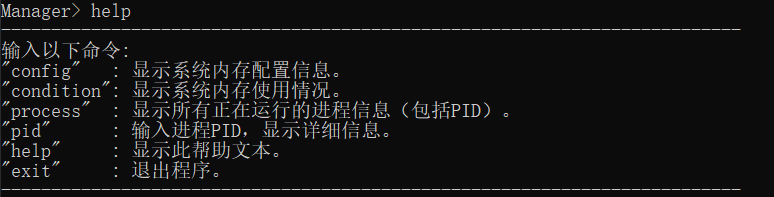 Manager> help
--------------------------------------------------------------------------
输入以下命令:
"config"   : 显示系统内存配置信息。
"condition": 显示系统内存使用情况。
"process"  : 显示所有正在运行的进程信息（包括PID）。
"pid"      : 输入进程PID，显示详细信息。
"help"     : 显示此帮助文本。
"exit"     : 退出程序。
--------------------------------------------------------------------------